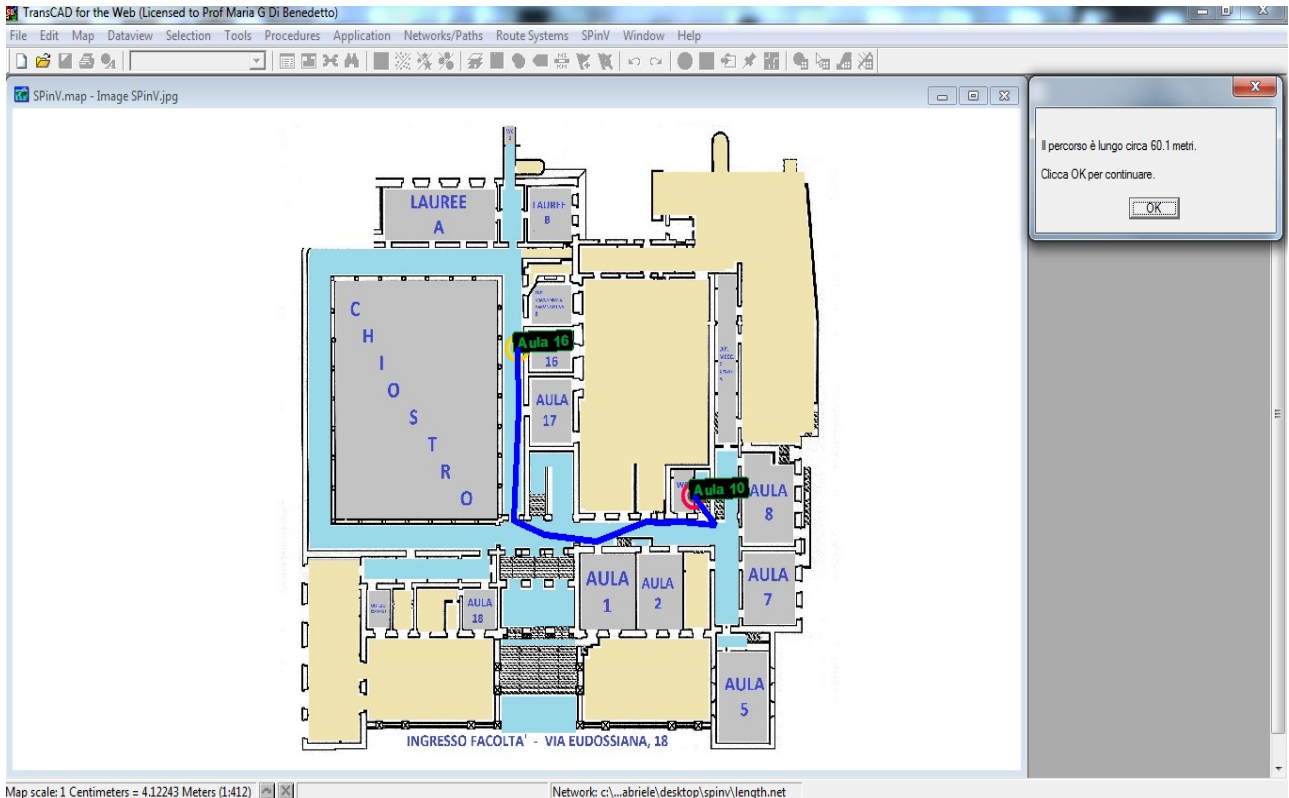 TransCAD for the Web (Licensed to Prof Maria G Di Benedetto)
File Edit Map Dataview Selection Tools Procedures Application Networks/Paths Route Systems SPinV Window Help
SPinV.map - Image SPinV.jpg
Il percorso è lungo circa 60.1 metri.
Clicca OK per continuare.
OK
LAUREE
A
LAUREE
B
CHIOSTRO
Aula 16
16
AULA
17
Aula 10
AULA
8
AULA
1
AULA
2
AULA
7
AULA
18
AULA
5
INGRESSO FACOLTA' - VIA EUDOSSIANA, 18
Map scale: 1 Centimeters = 4.12243 Meters (1:412)
Network: c:\...abriele\desktop\spinv\length.net